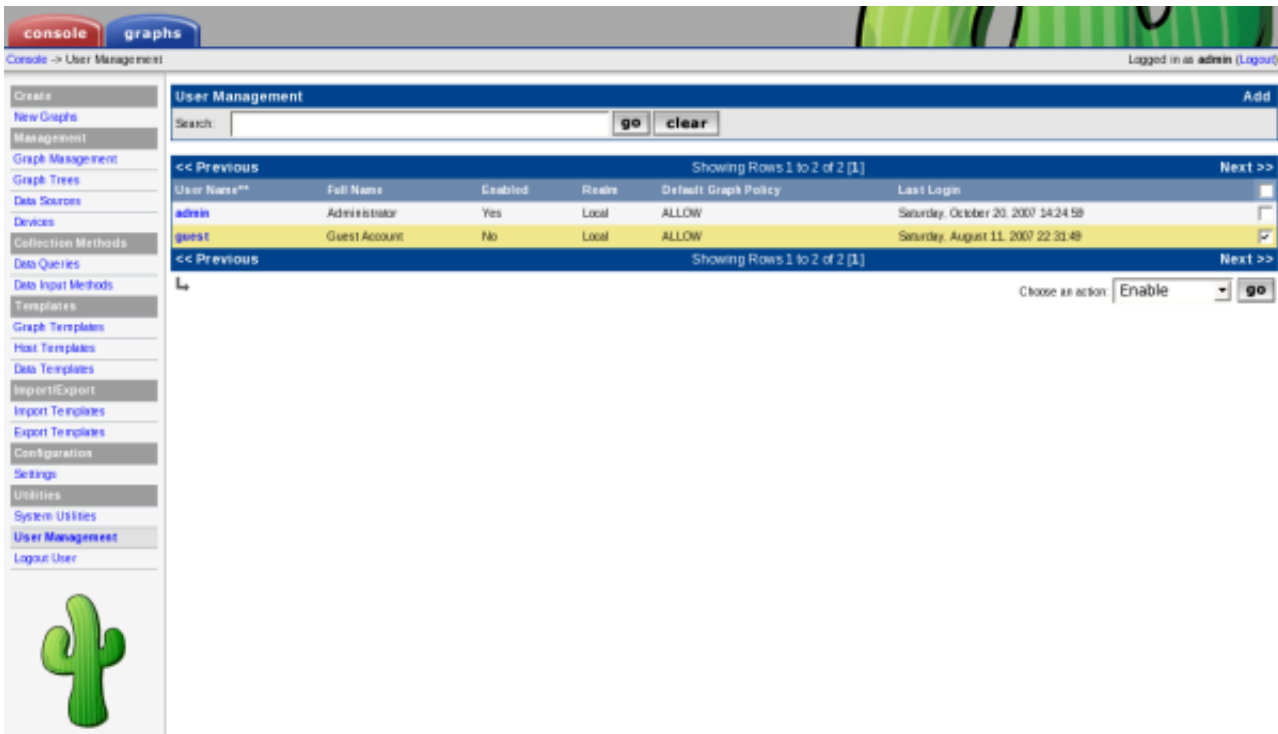 console graphs
Console -> User Management
Logged in as admin (Logout)
Create
New Graphs
Management
Graph Management
Graph Trees
Data Sources
Devices
Collection Methods
Data Queries
Data Input Methods
Templates
Graph Templates
Host Templates
Data Templates
Import/Export
Import Templates
Export Templates
Configuration
Settings
Utilities
System Utilities
User Management
Logout User
User Management Add
Search: go clear
<< Previous Showing Rows 1 to 2 of 2 [1] Next >>
User Name** Full Name Enabled Realm Default Graph Policy Last Login
admin Administrator Yes Local ALLOW Saturday, October 20, 2007 14:24:59
guest Guest Account No Local ALLOW Saturday, August 11, 2007 22:31:49
<< Previous Showing Rows 1 to 2 of 2 [1] Next >>
Choose an action: Enable go